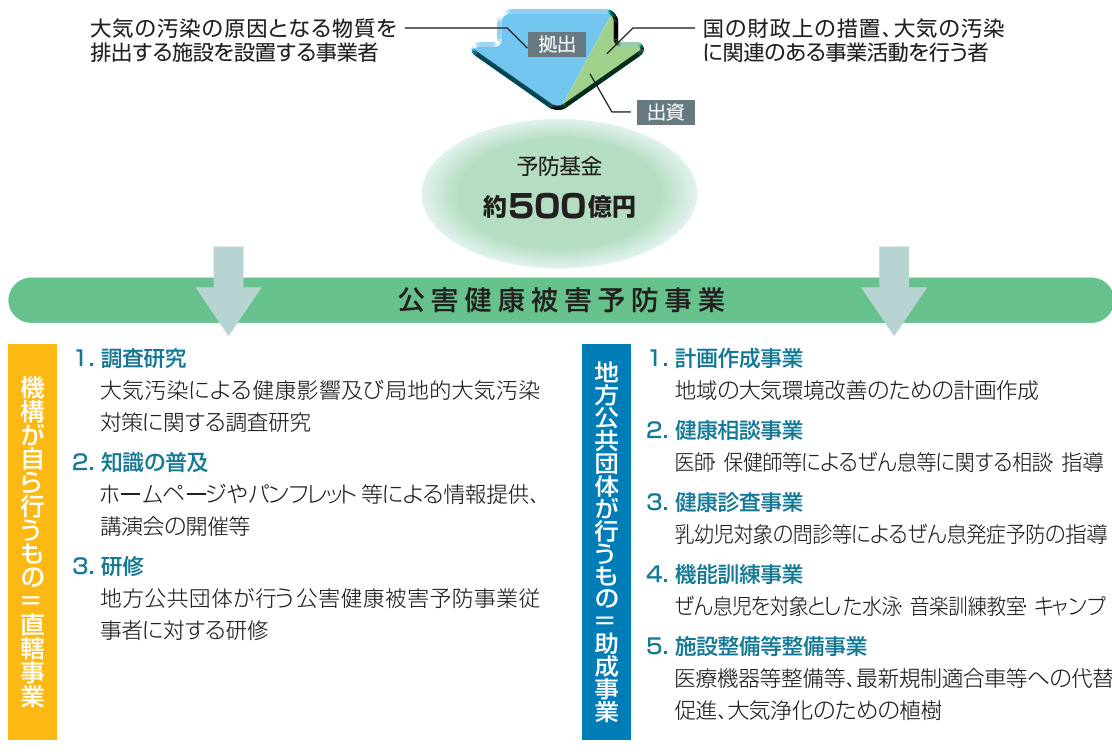 大気の汚染の原因となる物質を
排出する施設を設置する事業者
拠出
国の財政上の措置、大気の汚染
に関連のある事業活動を行う者
出資
予防基金
約500億円
公害健康被害予防事業
機構が自ら行うもの＝直轄事業
1. 調査研究
大気汚染による健康影響及び局地的大気汚染
対策に関する調査研究
2. 知識の普及
ホームページやパンフレット 等による情報提供、
講演会の開催等
3. 研修
地方公共団体が行う公害健康被害予防事業従
事者に対する研修
地方公共団体が行うもの＝助成事業
1. 計画作成事業
地域の大気環境改善のための計画作成
2. 健康相談事業
医師 保健師等によるぜん息等に関する相談 指導
3. 健康診査事業
乳幼児対象の問診等によるぜん息発症予防の指導
4. 機能訓練事業
ぜん息児を対象とした水泳 音楽訓練教室 キャンプ
5. 施設整備等整備事業
医療機器等整備等、最新規制適合車等への代替
促進、大気浄化のための植樹